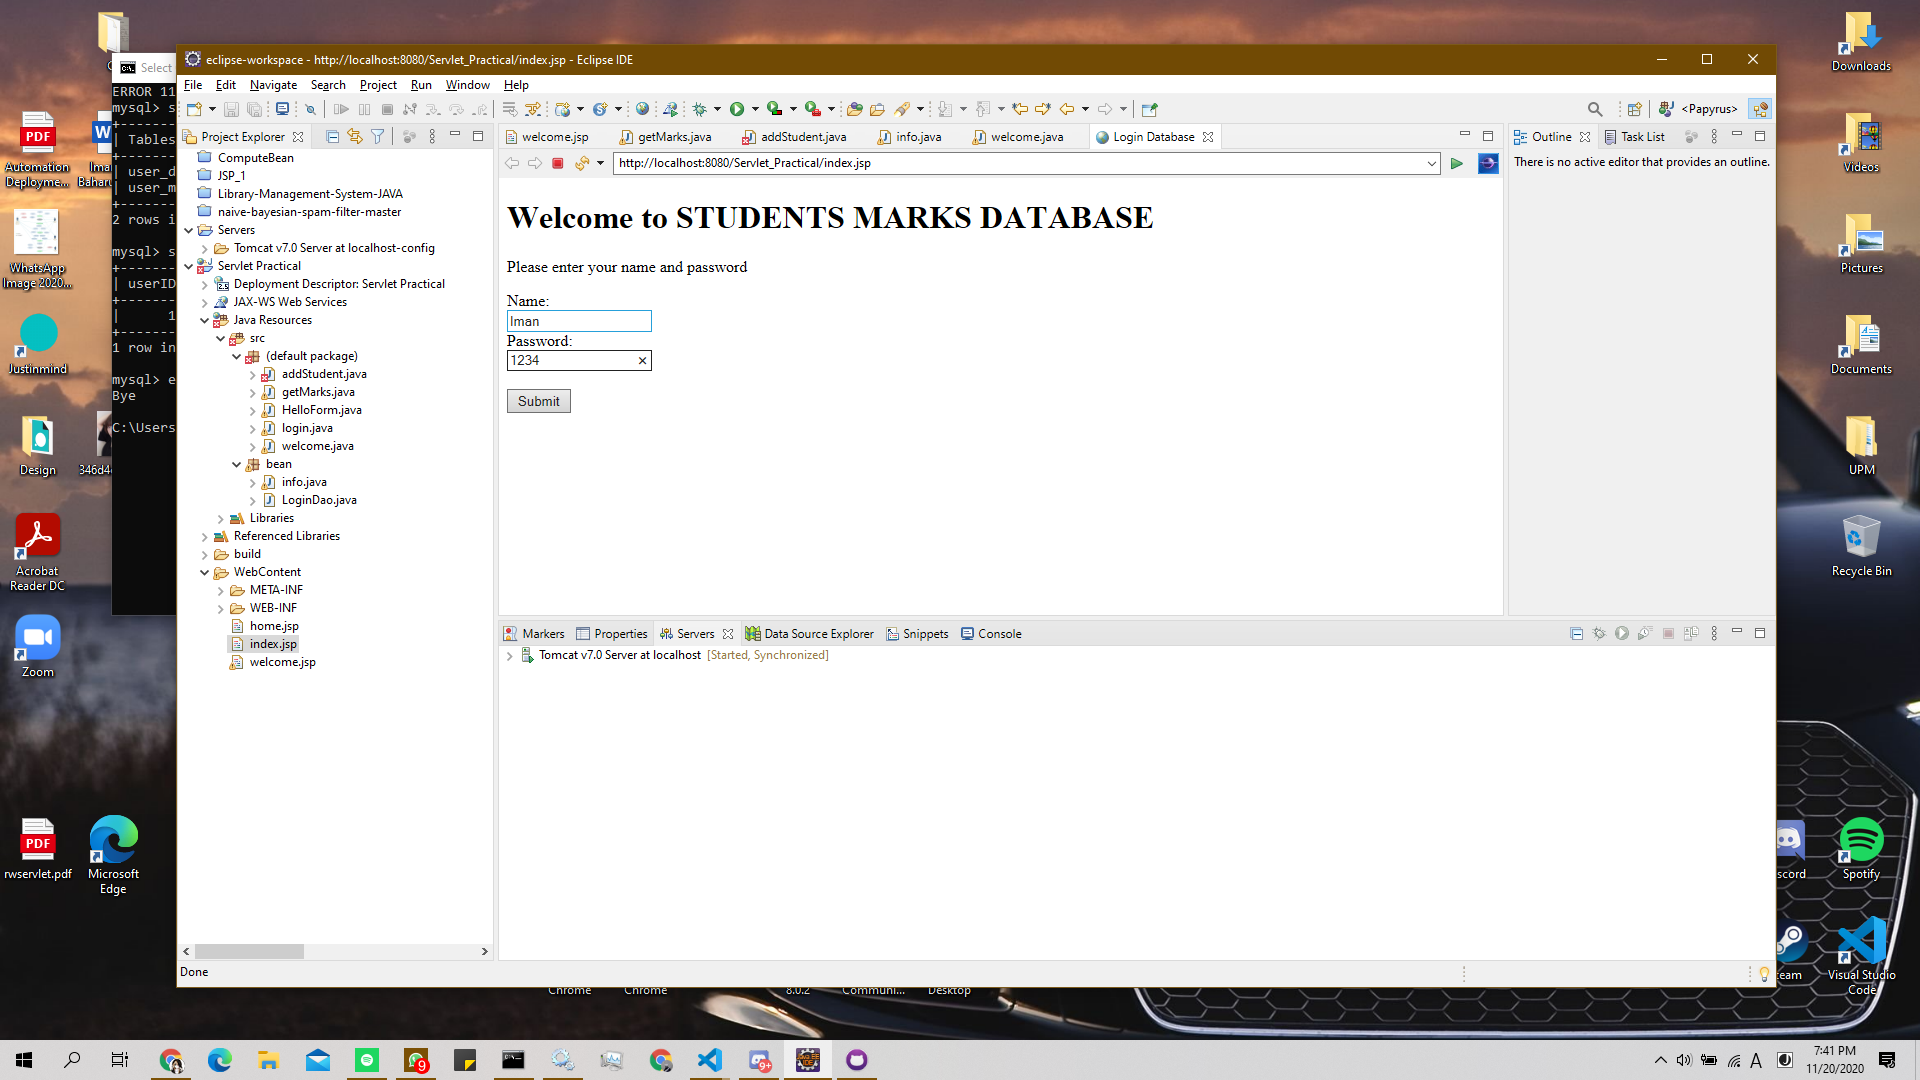 Select
ERROR 11
mysql> s
+--------
| Tables
+--------
| user_d
| user_m
+--------
2 rows i
mysql> s
+--------
| userID
+--------
| 1
+--------
1 row in
mysql> e
Bye
C:\Users
Automation
Deployme...
Baharu
WhatsApp
Image 2020...
Justinmind
Design
346d4
Acrobat
Reader DC
Zoom
rwservlet.pdf
Microsoft
Edge
eclipse-workspace - http://localhost:8080/Servlet_Practical/index.jsp - Eclipse IDE
File Edit Navigate Search Project Run Window Help
<Papyrus>
Project Explorer
ComputeBean
JSP_1
Library-Management-System-JAVA
naive-bayesian-spam-filter-master
Servers
Tomcat v7.0 Server at localhost-config
Servlet Practical
Deployment Descriptor: Servlet Practical
JAX-WS Web Services
Java Resources
src
(default package)
addStudent.java
getMarks.java
HelloForm.java
login.java
welcome.java
bean
info.java
LoginDao.java
Libraries
Referenced Libraries
build
WebContent
META-INF
WEB-INF
home.jsp
index.jsp
welcome.jsp
welcome.jsp getMarks.java addStudent.java info.java welcome.java Login Database
http://localhost:8080/Servlet_Practical/index.jsp
Welcome to STUDENTS MARKS DATABASE
Please enter your name and password
Name:
Iman
Password:
1234
Submit
Outline Task List
There is no active editor that provides an outline.
Markers Properties Servers Data Source Explorer Snippets Console
Tomcat v7.0 Server at localhost [Started, Synchronized]
Done
Downloads
Videos
Pictures
Documents
UPM
Recycle Bin
scord
Spotify
eam
Visual Studio
Code
Chrome
Chrome
8.0.2
Communi...
Desktop
9
9+
A
7:41 PM
11/20/2020